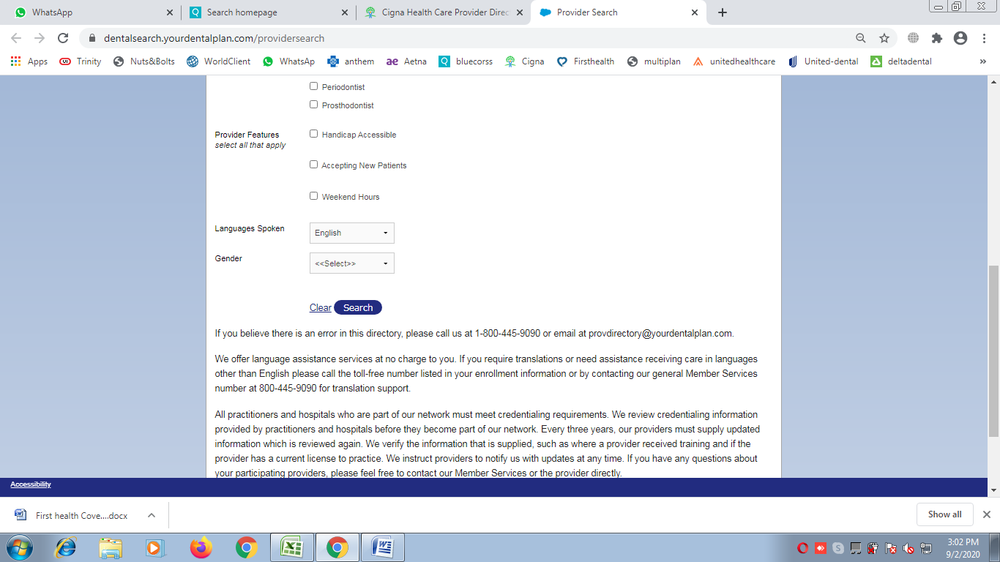 WhatsApp
Search homepage
Cigna Health Care Provider Direc
Provider Search
dentalsearch.yourdentalplan.com/providersearch
Apps Trinity Nuts&Bolts WorldClient WhatsAp anthem Aetna bluecorss Cigna Firsthealth multiplan unitedhealthcare United-dental deltadental »
Periodontist
Prosthodontist
Provider Features
select all that apply
Handicap Accessible
Accepting New Patients
Weekend Hours
Languages Spoken English
Gender <<Select>>
Clear Search
If you believe there is an error in this directory, please call us at 1-800-445-9090 or email at provdirectory@yourdentalplan.com.
We offer language assistance services at no charge to you. If you require translations or need assistance receiving care in languages
other than English please call the toll-free number listed in your enrollment information or by contacting our general Member Services
number at 800-445-9090 for translation support.
All practitioners and hospitals who are part of our network must meet credentialing requirements. We review credentialing information
provided by practitioners and hospitals before they become part of our network. Every three years, our providers must supply updated
information which is reviewed again. We verify the information that is supplied, such as where a provider received training and if the
provider has a current license to practice. We instruct providers to notify us with updates at any time. If you have any questions about
your participating providers, please feel free to contact our Member Services or the provider directly.
Accessibility
First health Cove....docx
Show all
3:02 PM
9/2/2020